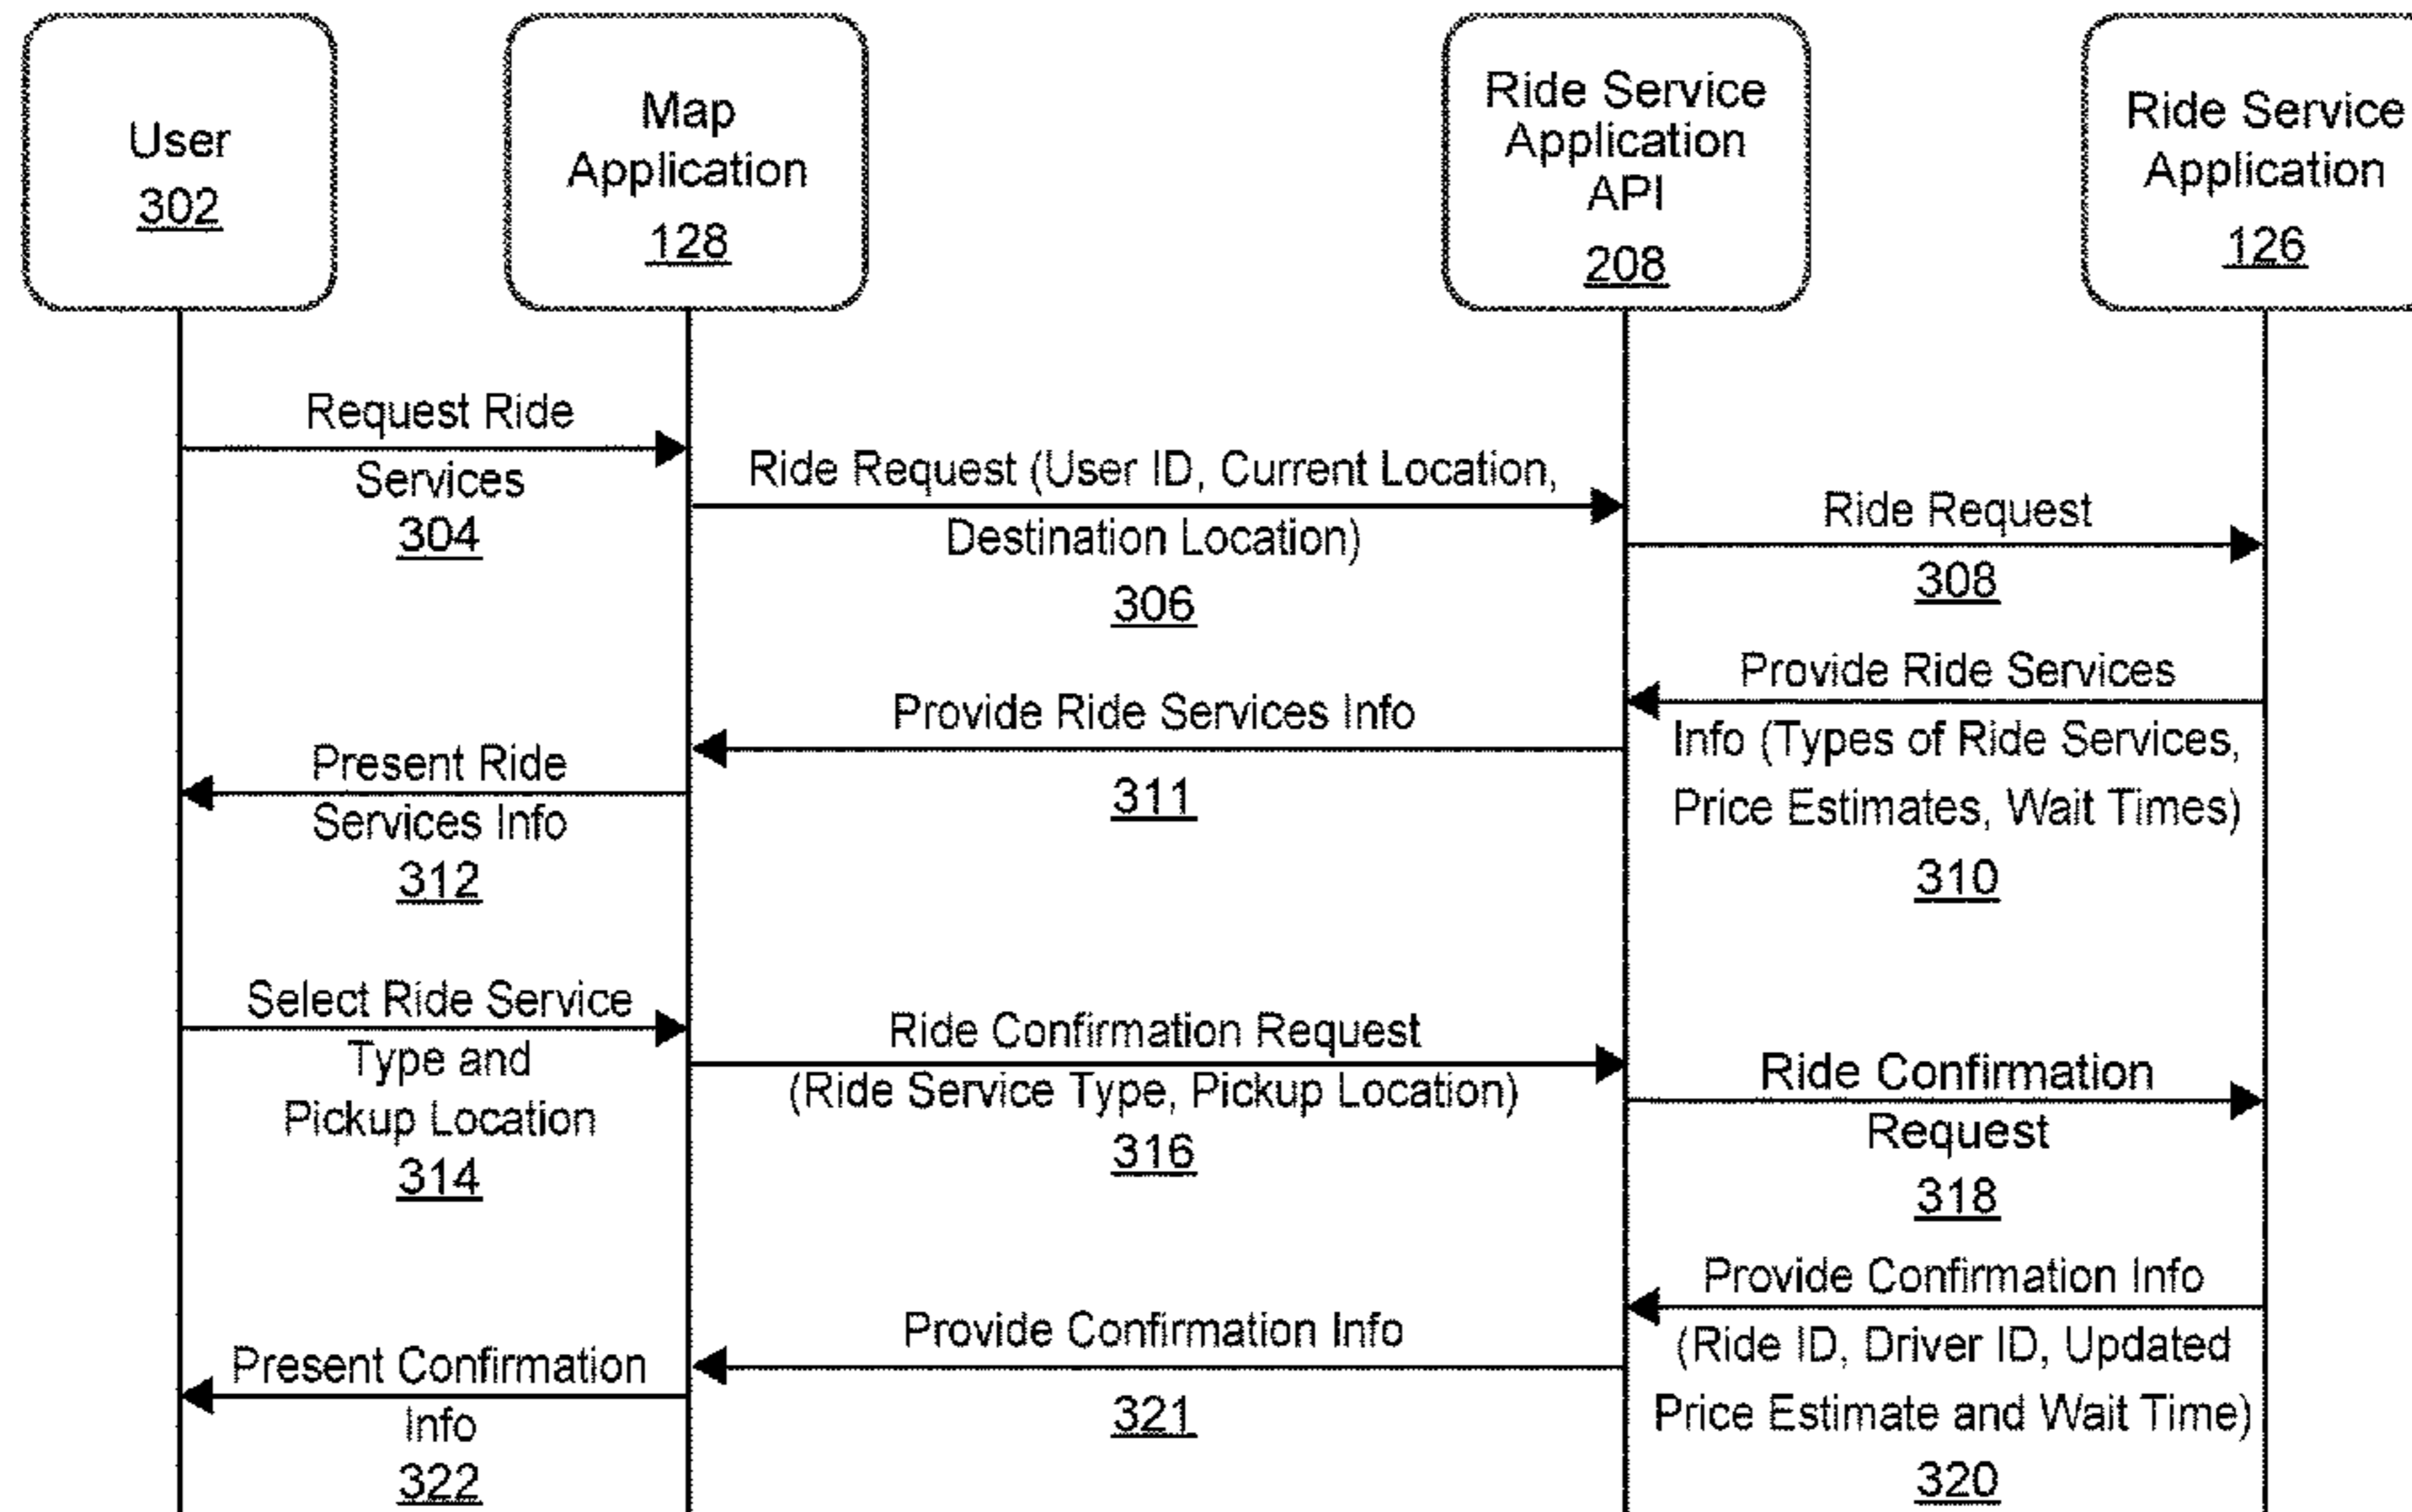 User
302
Map
Application
128
Ride Service
Application
API
208
Ride Service
Application
126
Request Ride
Services
304
Ride Request (User ID, Current Location,
Destination Location)
306
Ride Request
308
Provide Ride Services
Info (Types of Ride Services,
Price Estimates, Wait Times)
310
Provide Ride Services Info
311
Present Ride
Services Info
312
Select Ride Service
Type and
Pickup Location
314
Ride Confirmation Request
(Ride Service Type, Pickup Location)
316
Ride Confirmation
Request
318
Provide Confirmation Info
(Ride ID, Driver ID, Updated
Price Estimate and Wait Time)
320
Provide Confirmation Info
321
Present Confirmation
Info
322